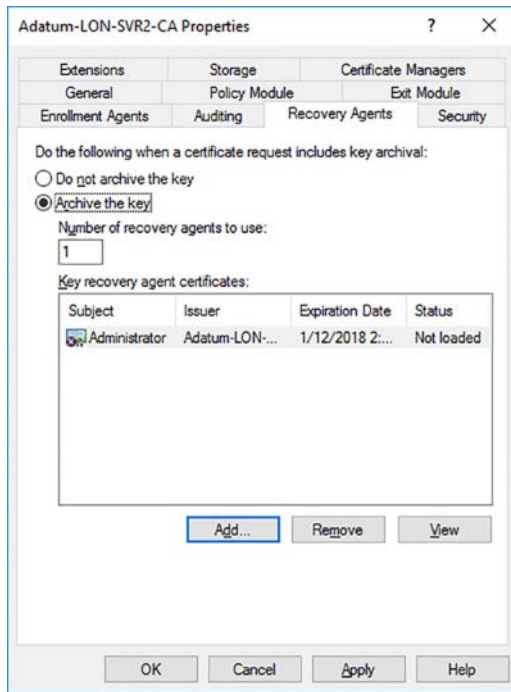 Adatum-LON-SVR2-CA Properties ? ×
Extensions Storage Certificate Managers
General Policy Module Exit Module
Enrollment Agents Auditing Recovery Agents Security
Do the following when a certificate request includes key archival:
Do not archive the key
Archive the key
Number of recovery agents to use:
1
Key recovery agent certificates:
Subject Issuer Expiration Date Status
Administrator Adatum-LON-... 1/12/2018 2:... Not loaded
Add... Remove View
OK Cancel Apply Help